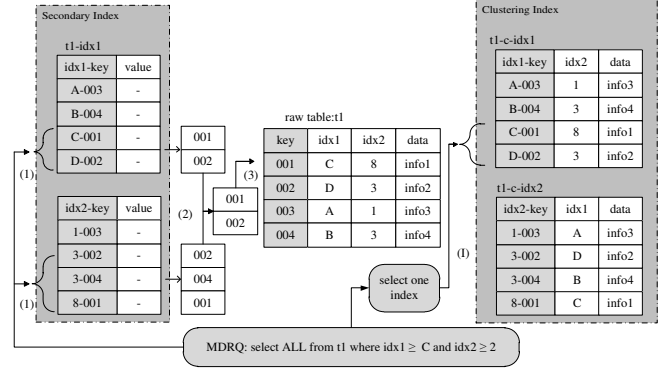 Secondary Index
t1-idx1
idx1-key value
A-003 -
B-004 -
C-001 -
D-002 -
idx2-key value
1-003 -
3-002 -
3-004 -
8-001 -
(1)
(1)
001
002
(2)
002
004
001
001
002
(3)
raw table:t1
key idx1 idx2 data
001 C 8 info1
002 D 3 info2
003 A 1 info3
004 B 3 info4
select one
index
(I)
Clustering Index
t1-c-idx1
idx1-key idx2 data
A-003 1 info3
B-004 3 info4
C-001 8 info1
D-002 3 info2
t1-c-idx2
idx2-key idx1 data
1-003 A info3
3-002 D info2
3-004 B info4
8-001 C info1
MDRQ: select ALL from t1 where idx1 ≥ C and idx2 ≥ 2